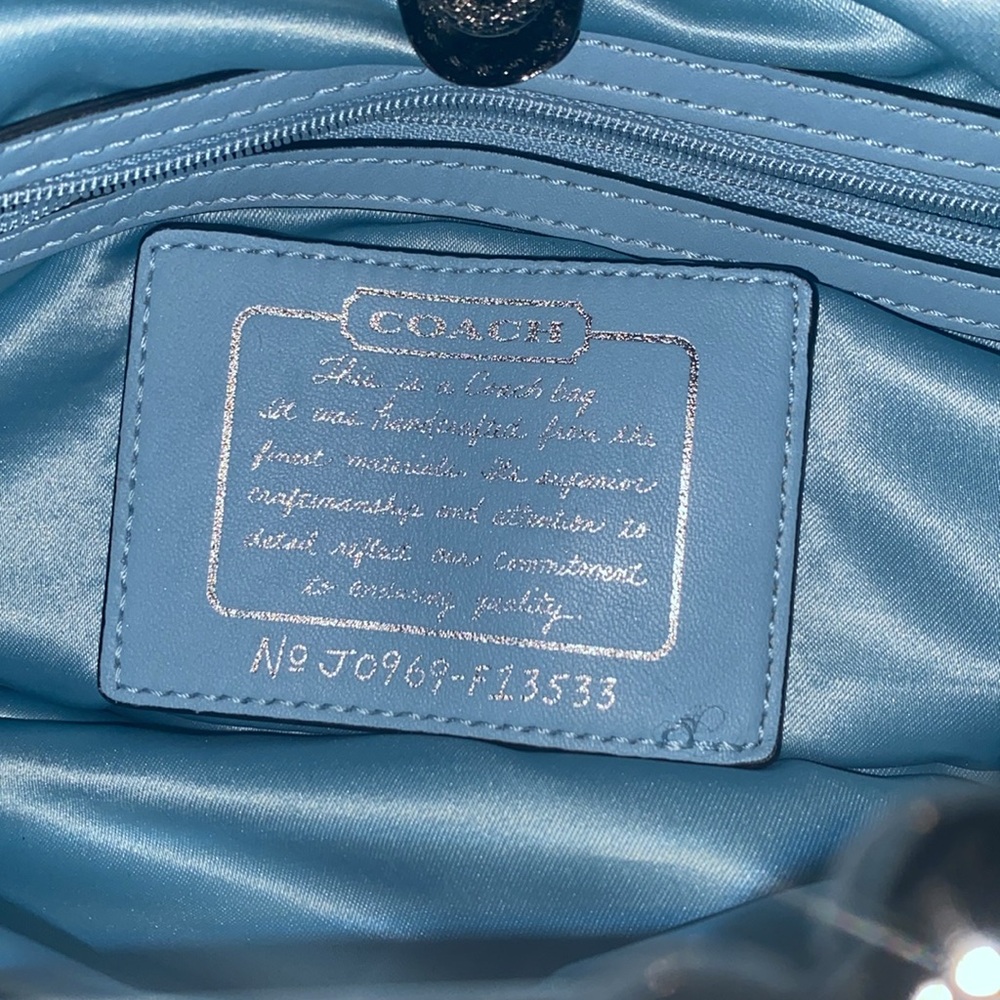 COACH
This is a Coach bag
It was handcrafted from the
finest materials. Its superior
craftsmanship and attention to
detail reflect our commitment
to enduring quality.
No J0969-F13533